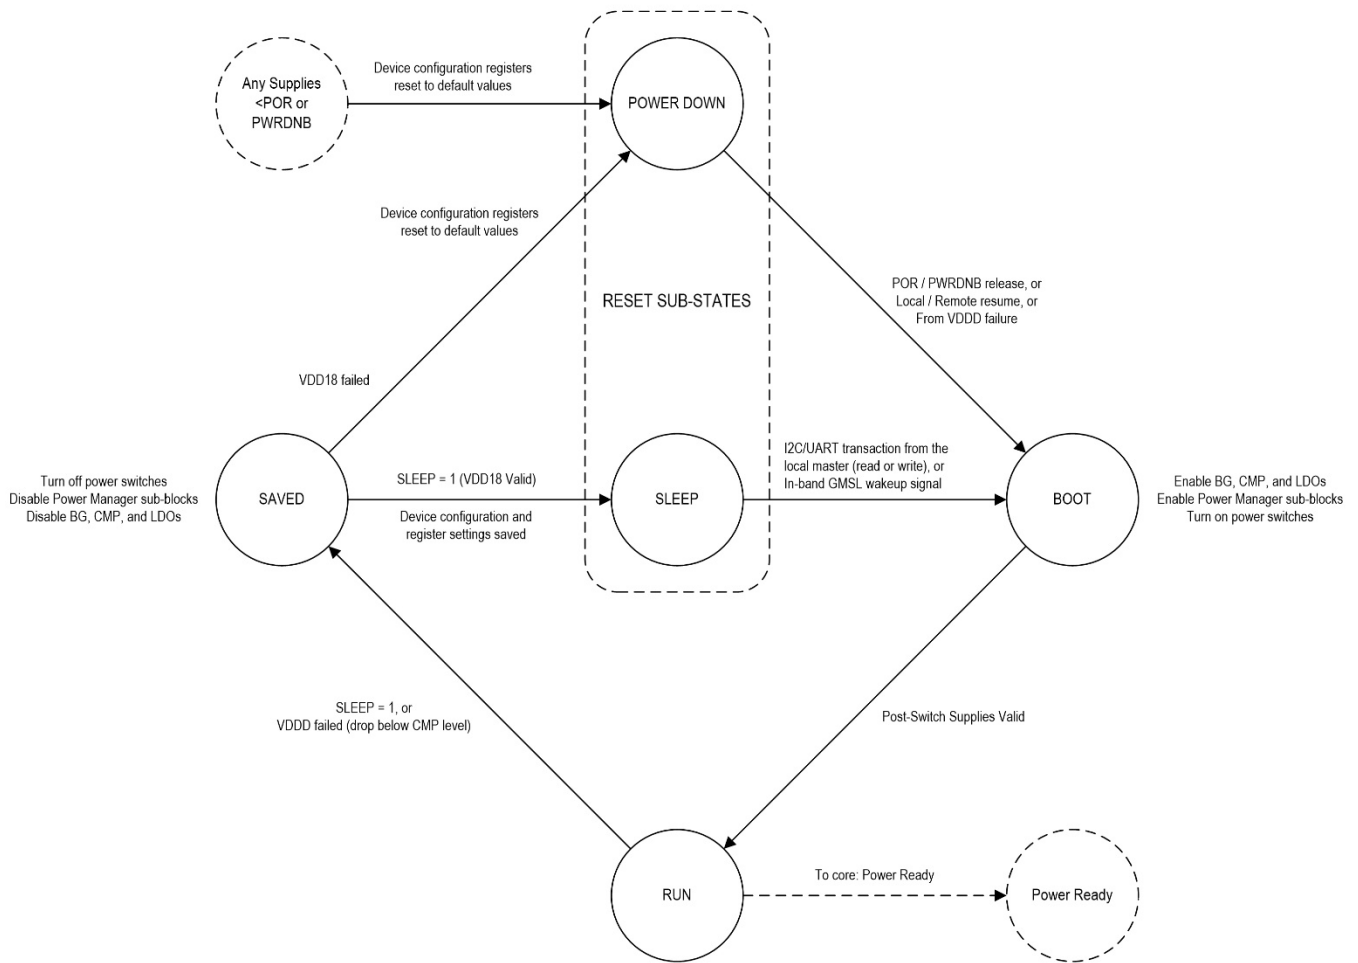 Any Supplies
<POR or
PWRDNB
Device configuration registers
reset to default values
POWER DOWN
Device configuration registers
reset to default values
RESET SUB-STATES
POR / PWRDNB release, or
Local / Remote resume, or
From VDDD failure
VDD18 failed
Turn off power switches
Disable Power Manager sub-blocks
Disable BG, CMP, and LDOs
SAVED
SLEEP = 1 (VDD18 Valid)
Device configuration and
register settings saved
SLEEP
I2C/UART transaction from the
local master (read or write), or
In-band GMSL wakeup signal
BOOT
Enable BG, CMP, and LDOs
Enable Power Manager sub-blocks
Turn on power switches
SLEEP = 1, or
VDDD failed (drop below CMP level)
Post-Switch Supplies Valid
RUN
To core: Power Ready
Power Ready